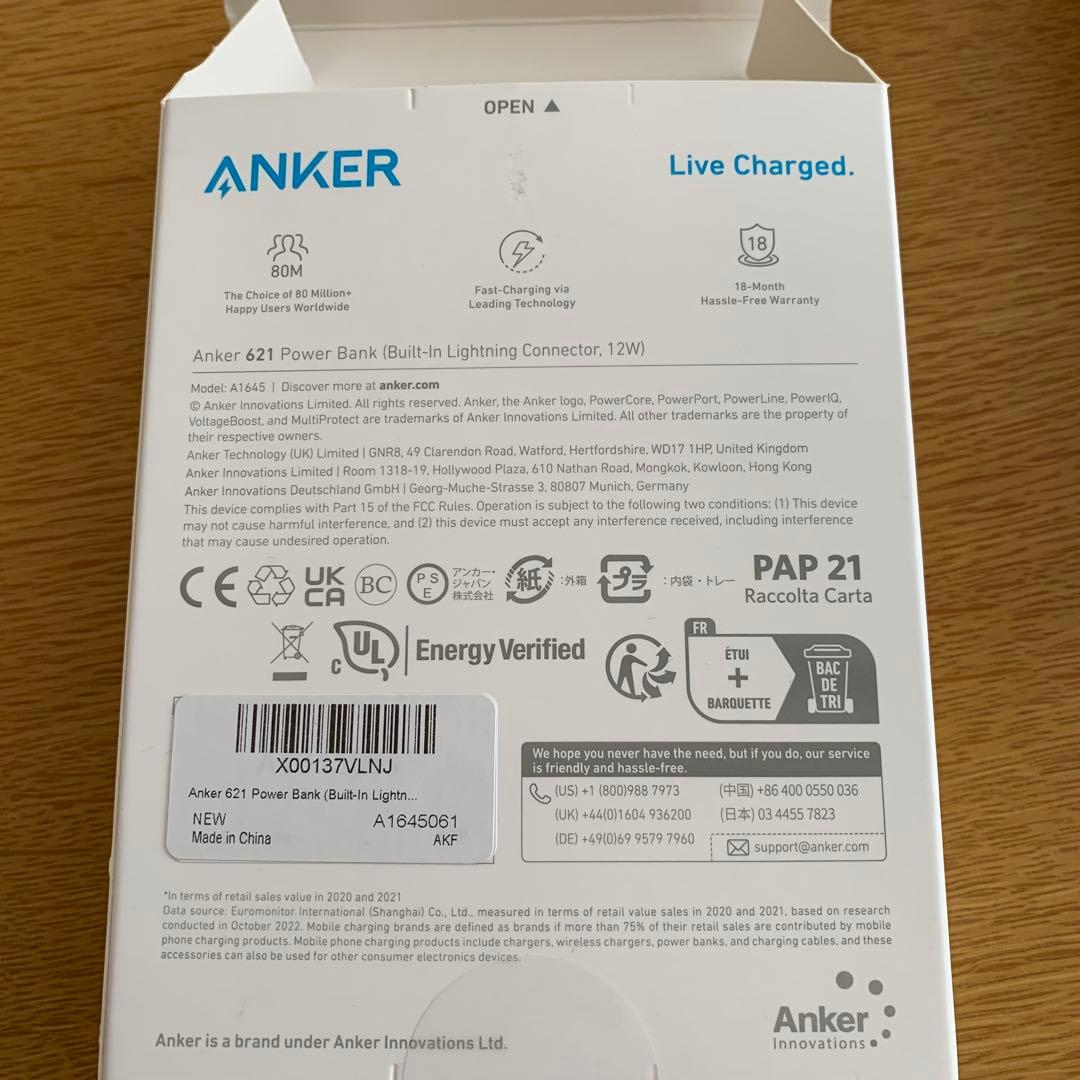 OPEN ▲
ANKER
Live Charged.
80M
The Choice of 80 Million+
Happy Users Worldwide
Fast-Charging via
Leading Technology
18
18-Month
Hassle-Free Warranty
Anker 621 Power Bank (Built-In Lightning Connector, 12W)
Model: A1645 | Discover more at anker.com
© Anker Innovations Limited. All rights reserved. Anker, the Anker logo, PowerCore, PowerPort, PowerLine, PowerIQ,
VoltageBoost, and MultiProtect are trademarks of Anker Innovations Limited. All other trademarks are the property of
their respective owners.
Anker Technology (UK) Limited | GNR8, 49 Clarendon Road, Watford, Hertfordshire, WD17 1HP, United Kingdom
Anker Innovations Limited | Room 1318-19, Hollywood Plaza, 610 Nathan Road, Mongkok, Kowloon, Hong Kong
Anker Innovations Deutschland GmbH | Georg-Muche-Strasse 3, 80807 Munich, Germany
This device complies with Part 15 of the FCC Rules. Operation is subject to the following two conditions: (1) This device
may not cause harmful interference, and (2) this device must accept any interference received, including interference
that may cause undesired operation.
CE
UK
CA
BC
PS
E
アンカー・
ジャパン
株式会社
紙
:外箱
プラ
:内袋・トレー
PAP 21
Raccolta Carta
c UL | Energy Verified
FR
ÉTUI
+
BARQUETTE
BAC
DE
TRI
X00137VLNJ
Anker 621 Power Bank (Built-In Lightn...
NEW A1645061
Made in China AKF
We hope you never have the need, but if you do, our service
is friendly and hassle-free.
(US) +1 (800)988 7973 (中国) +86 400 0550 036
(UK) +44(0)1604 936200 (日本) 03 4455 7823
(DE) +49(0)69 9579 7960 support@anker.com
*In terms of retail sales value in 2020 and 2021
Data source: Euromonitor International (Shanghai) Co., Ltd., measured in terms of retail value sales in 2020 and 2021, based on research
conducted in October 2022. Mobile charging brands are defined as brands if more than 75% of their retail sales are contributed by mobile
phone charging products. Mobile phone charging products include chargers, wireless chargers, power banks, and charging cables, and these
accessories can also be used for other consumer electronics devices.
Anker
Innovations
Anker is a brand under Anker Innovations Ltd.